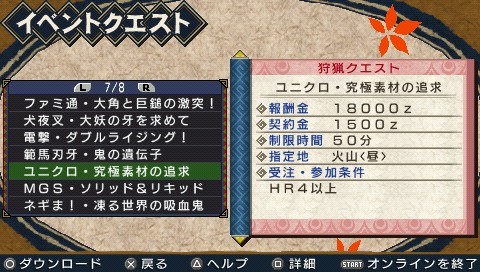 イベントクエスト
L 7/8 R
ファミ通・大角と巨鎚の激突!
犬夜叉・大妖の牙を求めて
電撃・ダブルライジング!
範馬刃牙・鬼の遺伝子
ユニクロ・究極素材の追求
MGS・ソリッド&リキッド
ネギま!・凍る世界の吸血鬼
狩猟クエスト
ユニクロ・究極素材の追求
報酬金 18000z
契約金 1500z
制限時間 50分
指定地 火山<昼>
受注・参加条件
HR4以上
○ダウンロード ×戻る △ヘルプ □詳細 START オンラインを終了